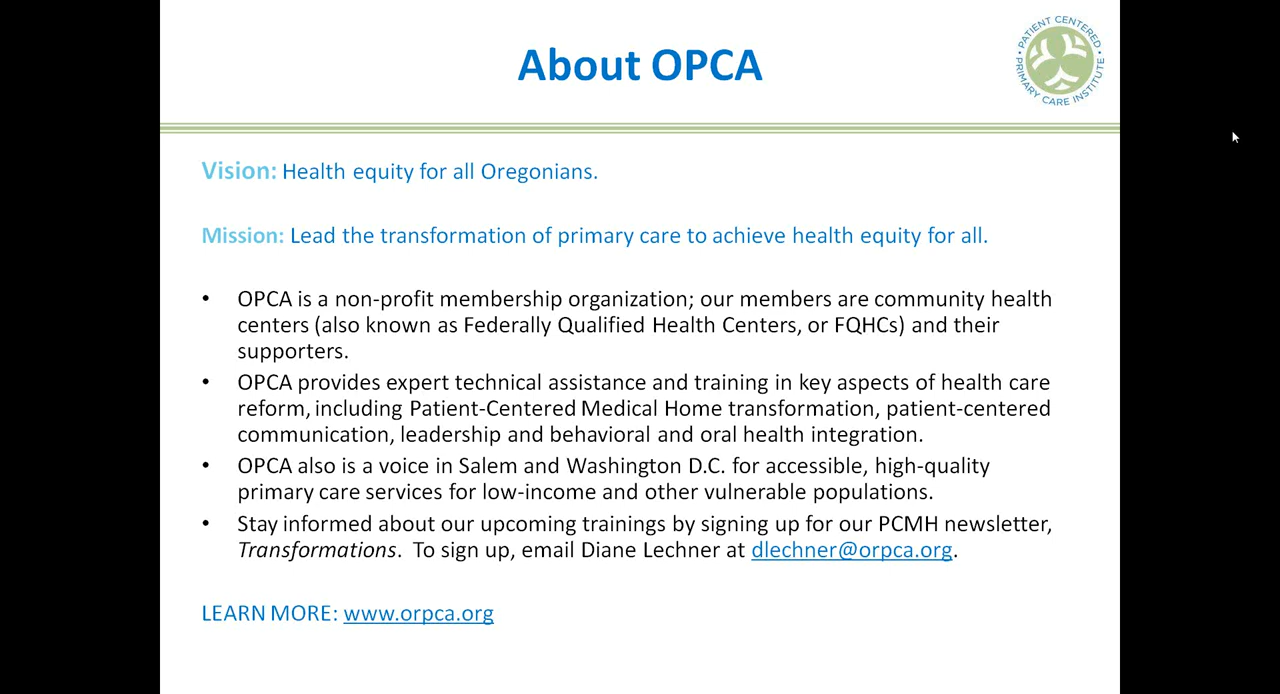 About OPCA
• PATIENT CENTERED •
PRIMARY CARE INSTITUTE
Vision: Health equity for all Oregonians.
Mission: Lead the transformation of primary care to achieve health equity for all.
• OPCA is a non-profit membership organization; our members are community health
centers (also known as Federally Qualified Health Centers, or FQHCs) and their
supporters.
• OPCA provides expert technical assistance and training in key aspects of health care
reform, including Patient-Centered Medical Home transformation, patient-centered
communication, leadership and behavioral and oral health integration.
• OPCA also is a voice in Salem and Washington D.C. for accessible, high-quality
primary care services for low-income and other vulnerable populations.
• Stay informed about our upcoming trainings by signing up for our PCMH newsletter,
Transformations.  To sign up, email Diane Lechner at dlechner@orpca.org.
LEARN MORE: www.orpca.org